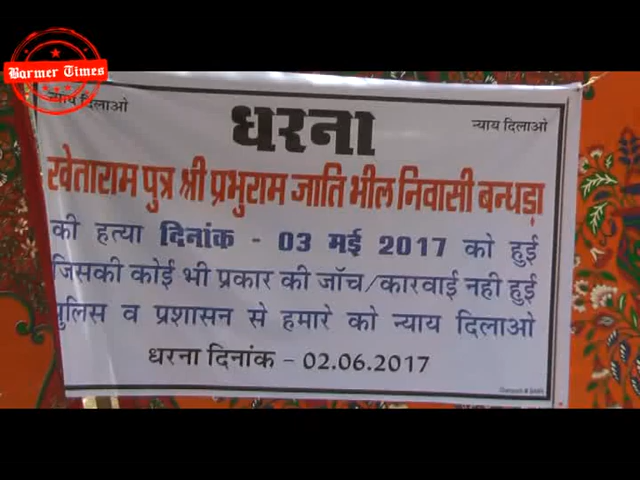 Barmer Times
न्याय दिलाओ
न्याय दिलाओ
धरना
खेताराम पुत्र श्री प्रभुराम जाति भील निवासी बन्धड़ा
की हत्या दिनांक - 03 मई 2017 को हुई
जिसकी कोई भी प्रकार की जॉच/कारवाई नही हुई
पुलिस व प्रशासन से हमारे को न्याय दिलाओ
धरना दिनांक - 02.06.2017